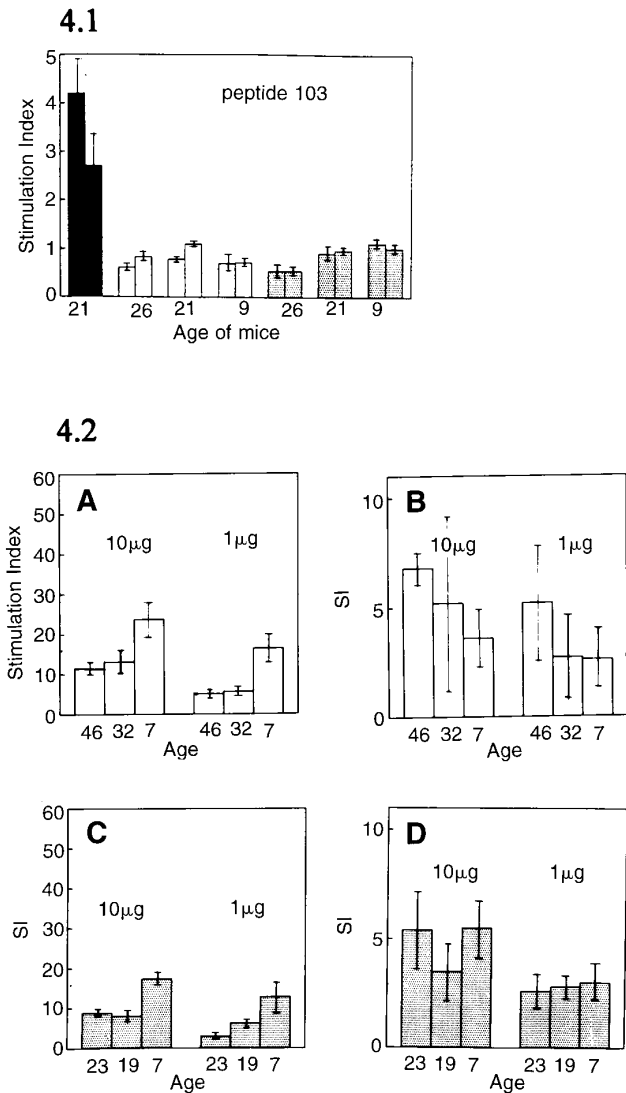 4.1
5
4
3
2
1
0
Stimulation Index
peptide 103
21 26 21 9 26 21 9
Age of mice
4.2
A
60
50
40
30
20
10
0
Stimulation Index
10µg 1µg
46 32 7 46 32 7
Age
B
10
5
0
SI
10µg 1µg
46 32 7 46 32 7
Age
C
60
50
40
30
20
10
0
SI
10µg 1µg
23 19 7 23 19 7
Age
D
10
5
0
SI
10µg 1µg
23 19 7 23 19 7
Age